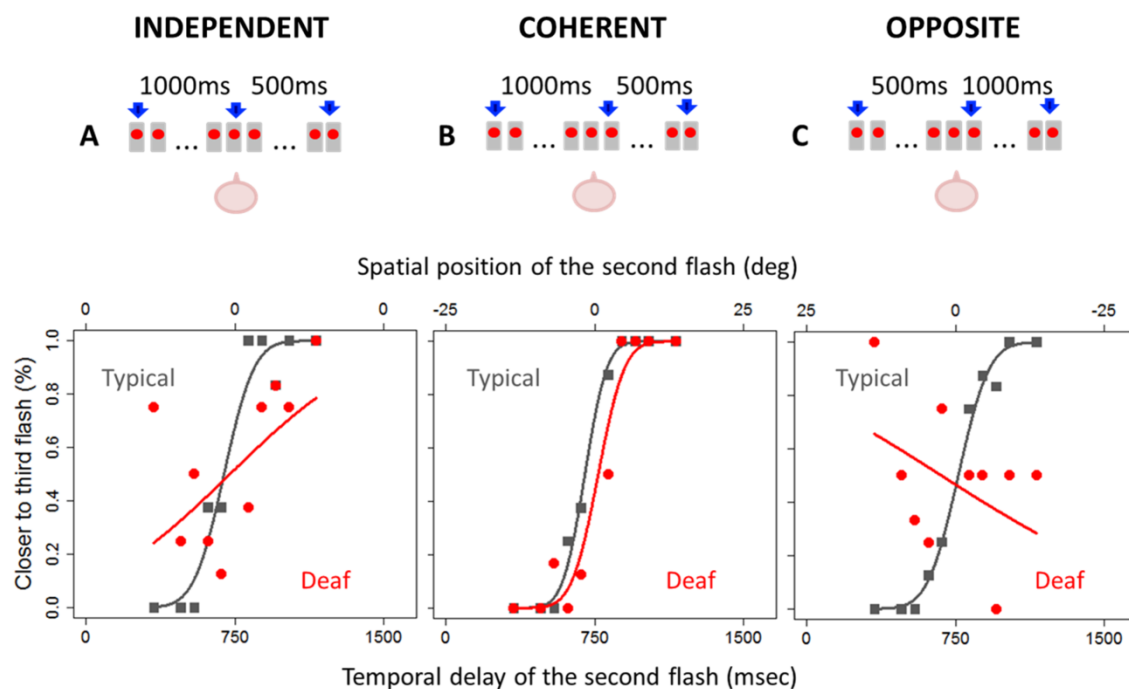 INDEPENDENT COHERENT OPPOSITE
1000ms 500ms 1000ms 500ms 500ms 1000ms
A B C
... ... ... ... ... ...
Spatial position of the second flash (deg)
0 0 0 -25 0 25 25 0 -25
Closer to third flash (%)
1.0
0.8
0.6
0.4
0.2
0.0
Typical Typical Typical
Deaf Deaf Deaf
0 750 1500 0 750 1500 0 750 1500
Temporal delay of the second flash (msec)